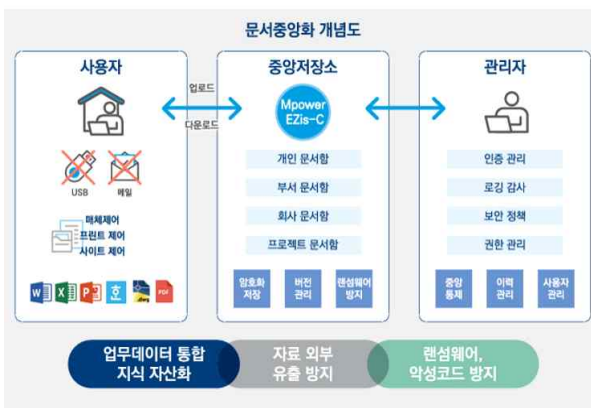 문서중앙화 개념도
사용자
업로드
다운로드
USB
메일
매체제어
프린트 제어
사이트 제어
W
X
P
호
.dwg
PDF
중앙저장소
Mpower
EZis-C
개인 문서함
부서 문서함
회사 문서함
프로젝트 문서함
암호화
저장
버전
관리
랜섬웨어
방지
관리자
인증 관리
로깅 감사
보안 정책
권한 관리
중앙
통제
이력
관리
사용자
관리
업무데이터 통합
지식 자산화
자료 외부
유출 방지
랜섬웨어,
악성코드 방지